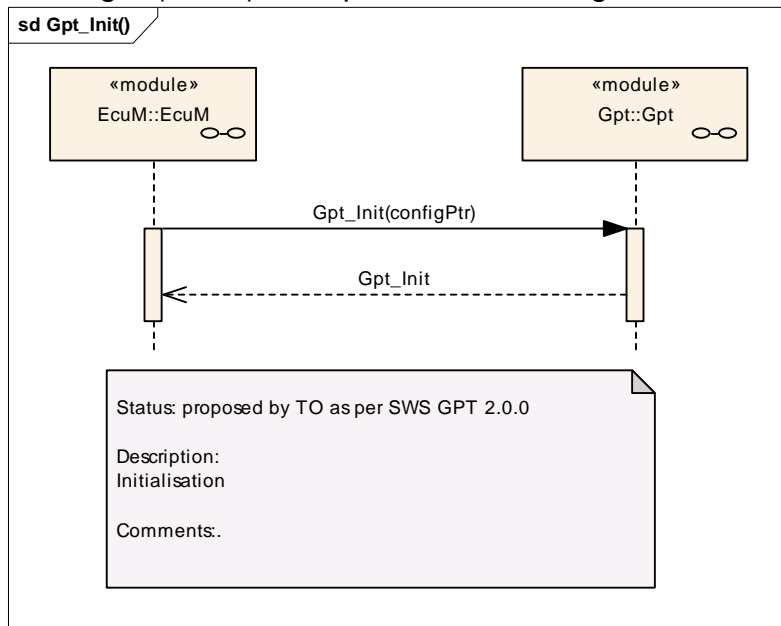 sd Gpt_Init()
«module»
EcuM::EcuM
«module»
Gpt::Gpt
Gpt_Init(configPtr)
Gpt_Init
Status: proposed by TO as per SWS GPT 2.0.0
Description:
Initialisation
Comments:.